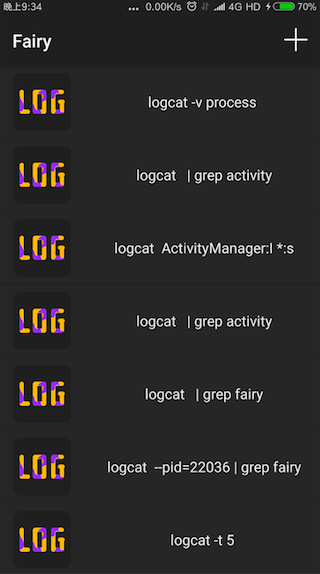 晚上9:34 ... 0.00K/s 4G HD 70%
Fairy
LOG logcat -v process
LOG logcat | grep activity
LOG logcat ActivityManager:I *:s
LOG logcat | grep activity
LOG logcat | grep fairy
LOG logcat --pid=22036 | grep fairy
LOG logcat -t 5